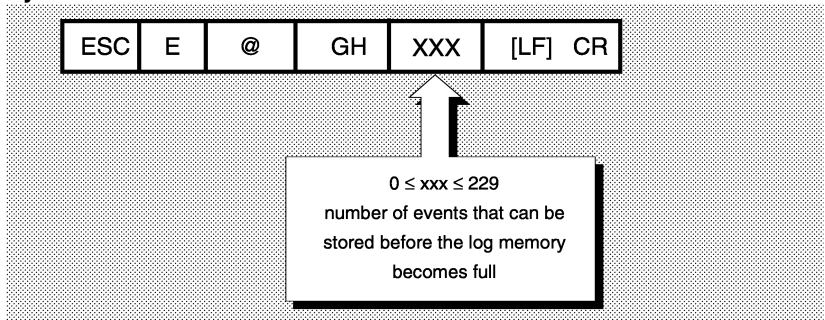 ESC E @ GH XXX [LF] CR
0 ≤ xxx ≤ 229
number of events that can be
stored before the log memory
becomes full